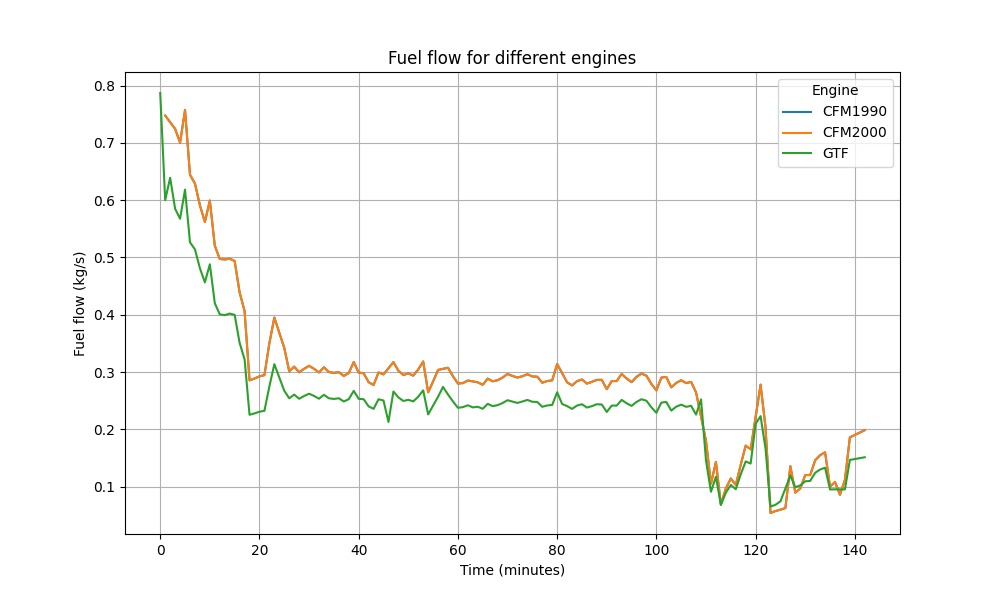 Fuel flow for different engines
Engine
CFM1990
CFM2000
GTF
Fuel flow (kg/s)
0.8
0.7
0.6
0.5
0.4
0.3
0.2
0.1
0 20 40 60 80 100 120 140
Time (minutes)